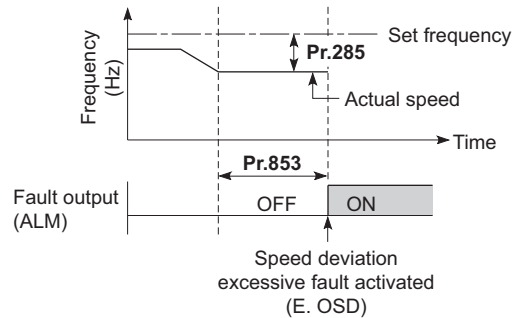 Frequency
(Hz)
Set frequency
Pr.285
Actual speed
Time
Pr.853
Fault output
(ALM)
OFF
ON
Speed deviation
excessive fault activated
(E. OSD)